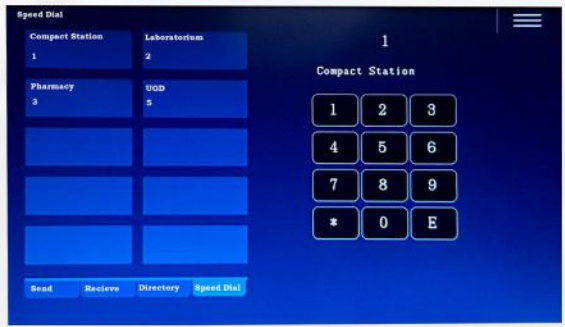 Speed Dial
Compact Station
1
Laboratorium
2
Pharmacy
3
UGD
5
Send Recieve Directory Speed Dial
1
Compact Station
1 2 3
4 5 6
7 8 9
* 0 E